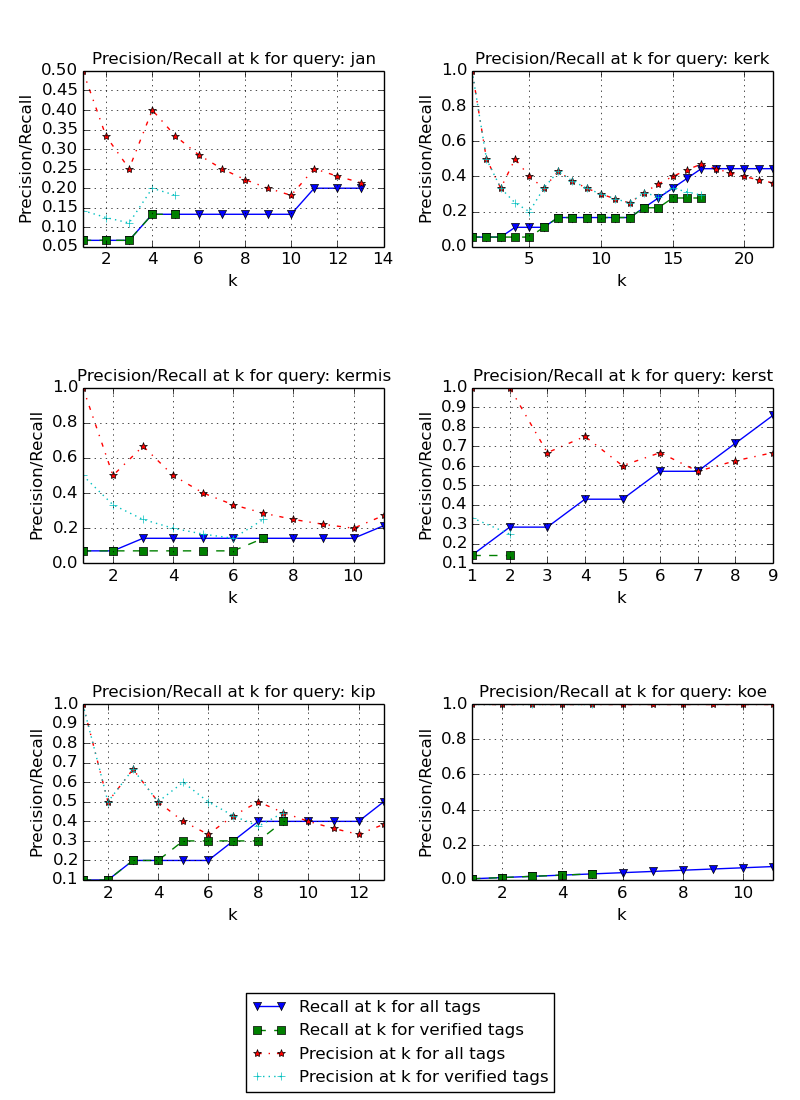 Precision/Recall at k for query: jan
0.50
0.45
0.40
0.35
0.30
0.25
0.20
0.15
0.10
0.05
Precision/Recall
2 4 6 8 10 12 14
k
Precision/Recall at k for query: kerk
1.0
0.8
0.6
0.4
0.2
0.0
Precision/Recall
5 10 15 20
k
Precision/Recall at k for query: kermis
1.0
0.8
0.6
0.4
0.2
0.0
Precision/Recall
2 4 6 8 10
k
Precision/Recall at k for query: kerst
1.0
0.9
0.8
0.7
0.6
0.5
0.4
0.3
0.2
0.1
Precision/Recall
1 2 3 4 5 6 7 8 9
k
Precision/Recall at k for query: kip
1.0
0.9
0.8
0.7
0.6
0.5
0.4
0.3
0.2
0.1
Precision/Recall
2 4 6 8 10 12
k
Precision/Recall at k for query: koe
1.0
0.8
0.6
0.4
0.2
0.0
Precision/Recall
2 4 6 8 10
k
Recall at k for all tags
Recall at k for verified tags
Precision at k for all tags
Precision at k for verified tags